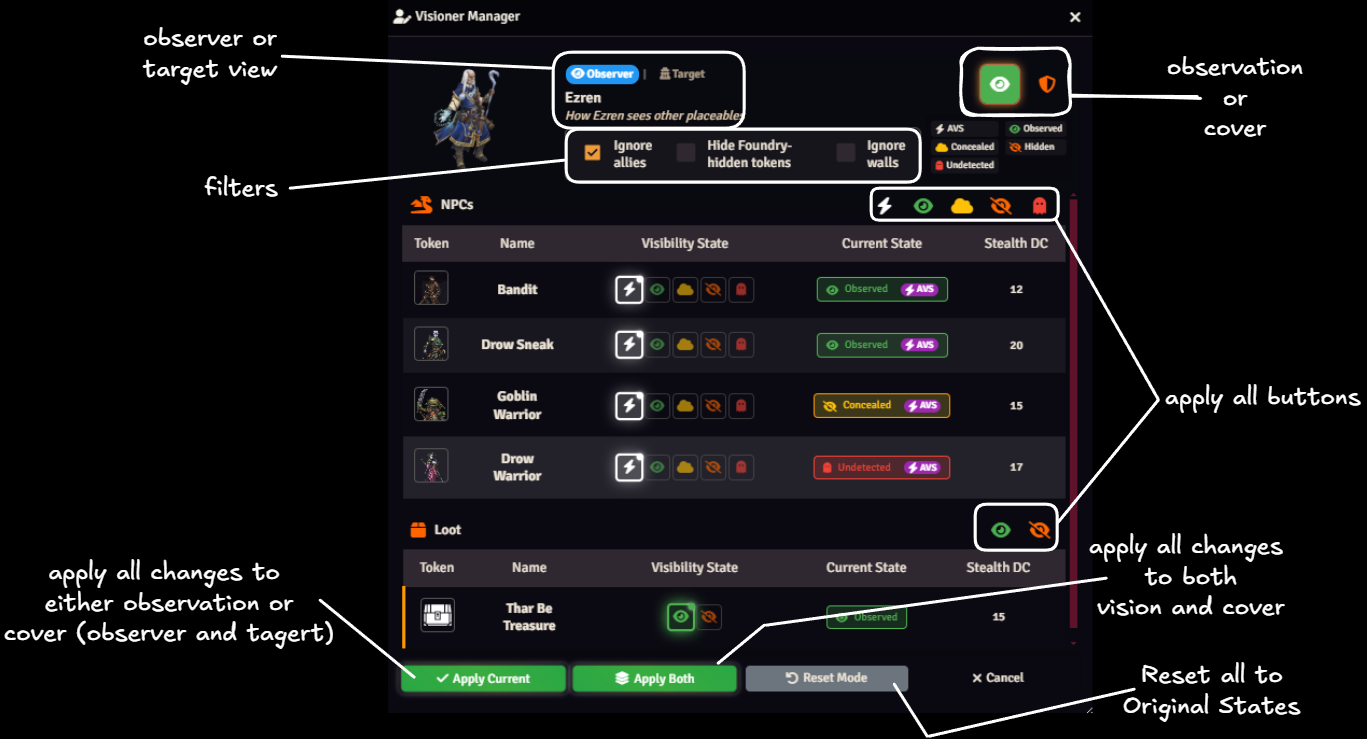 Visioner Manager
observer or
target view
Observer | Target
Ezren
How Ezren sees other placeables
observation
or
cover
AVS
Observed
Concealed
Hidden
Undetected
Ignore
allies
Hide Foundry-
hidden tokens
Ignore
walls
filters
NPCs
Token Name Visibility State Current State Stealth DC
Bandit Observed AVS 12
Drow Sneak Observed AVS 20
Goblin
Warrior
Concealed AVS 15
Drow
Warrior
Undetected AVS 17
apply all buttons
Loot
Token Name Visibility State Current State Stealth DC
Thar Be
Treasure
Observed 15
apply all changes to
either observation or
cover (observer and tagert)
apply all changes
to both
vision and cover
Apply Current Apply Both Reset Mode Cancel
Reset all to
Original States